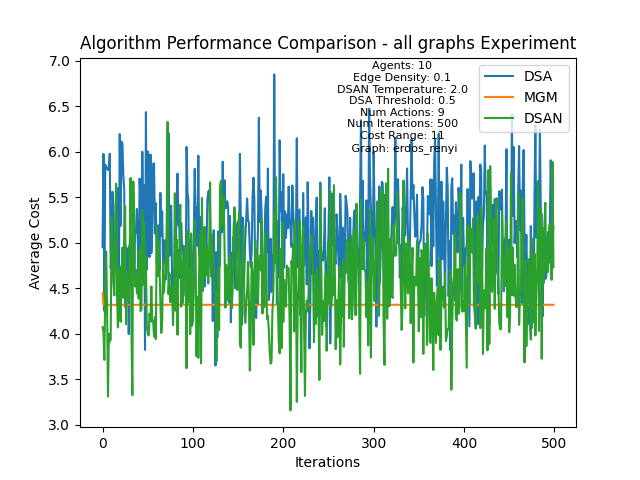 Algorithm Performance Comparison - all graphs Experiment
Agents: 10
Edge Density: 0.1
DSAN Temperature: 2.0
DSA Threshold: 0.5
Num Actions: 9
Num Iterations: 500
Cost Range: 11
Graph: erdos_renyi
DSA
MGM
DSAN
7.0
6.5
6.0
5.5
5.0
4.5
4.0
3.5
3.0
Average Cost
0
100
200
300
400
500
Iterations